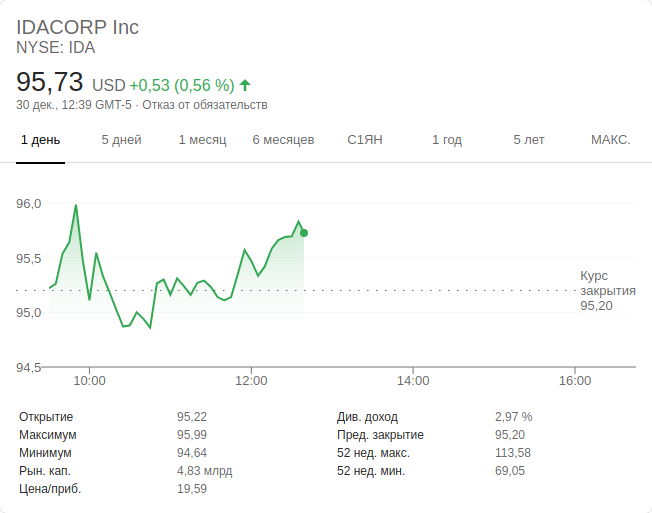 IDACORP Inc
NYSE: IDA
95,73 USD +0,53 (0,56 %)
30 дек., 12:39 GMT-5 · Отказ от обязательств
1 день 5 дней 1 месяц 6 месяцев С1ЯН 1 год 5 лет МАКС.
96,0
95,5
95,0
94,5
Курс
закрытия
95,20
10:00 12:00 14:00 16:00
Открытие 95,22
Максимум 95,99
Минимум 94,64
Рын. кап. 4,83 млрд
Цена/приб. 19,59
Див. доход 2,97 %
Пред. закрытие 95,20
52 нед. макс. 113,58
52 нед. мин. 69,05